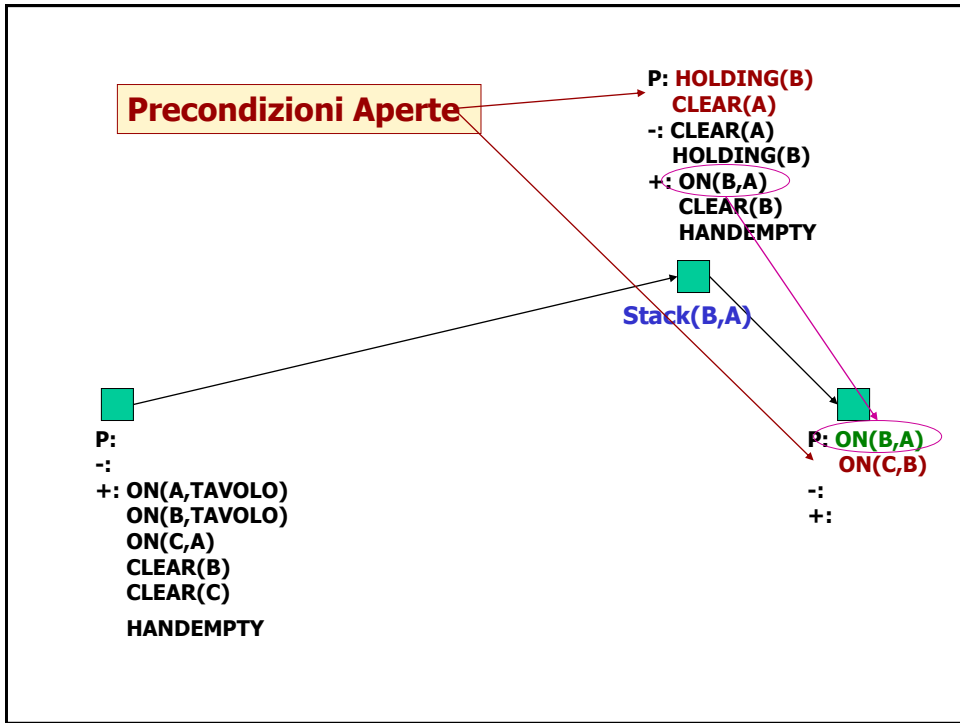 Precondizioni Aperte
P: HOLDING(B)
CLEAR(A)
-: CLEAR(A)
HOLDING(B)
+: ON(B,A)
CLEAR(B)
HANDEMPTY
Stack(B,A)
P:
-:
+: ON(A,TAVOLO)
ON(B,TAVOLO)
ON(C,A)
CLEAR(B)
CLEAR(C)
HANDEMPTY
P: ON(B,A)
ON(C,B)
-:
+: